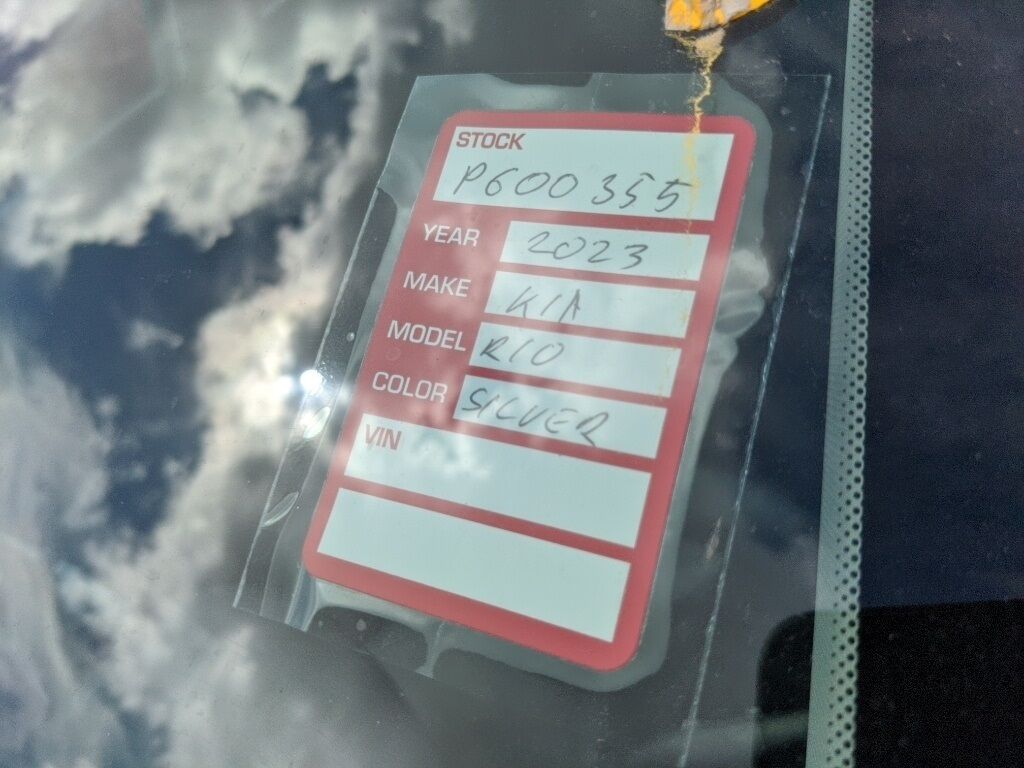 STOCK
P600355
YEAR 2023
MAKE KIA
MODEL RIO
COLOR SILVER
VIN